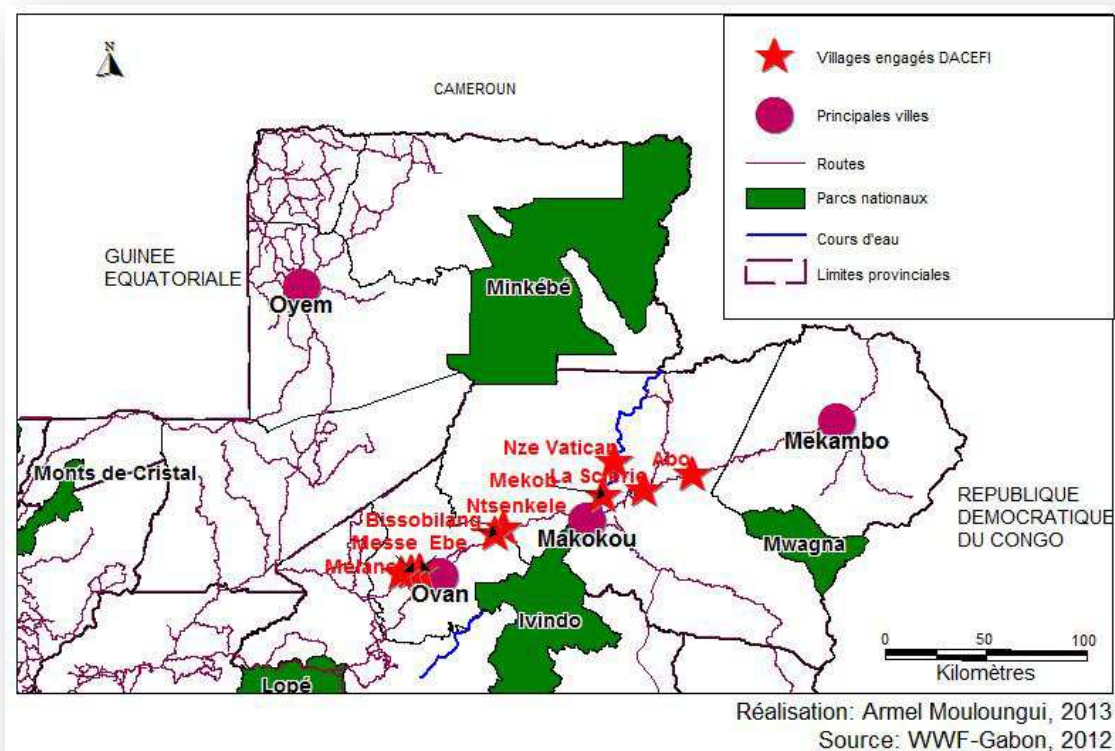 N
CAMEROUN
Villages engagés DACEFI
Principales villes
Routes
Parcs nationaux
Cours d'eau
Limites provinciales
GUINEE
EQUATORIALE
Oyem
Minkébé
Mekambo
Monts de Cristal
Nze Vatican
Abo
La Scierie
Mekob
Ntsenkele
Makokou
Bissobilang
Messe Ebe
Ovan
Mwagna
REPUBLIQUE
DEMOCRATIQUE
DU CONGO
Ivindo
Lopé
0 50 100
Kilomètres
Réalisation: Armel Mouloungui, 2013
Source: WWF-Gabon, 2012